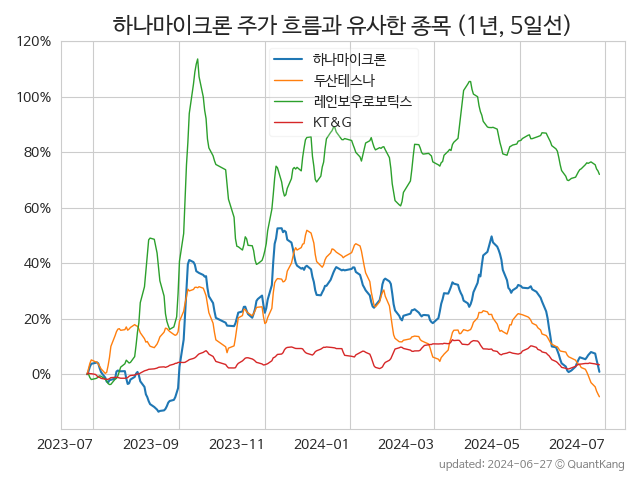 하나마이크론 주가 흐름과 유사한 종목 (1년, 5일선)
하나마이크론
두산테스나
레인보우로보틱스
KT&G
120%
100%
80%
60%
40%
20%
0%
2023-07
2023-09
2023-11
2024-01
2024-03
2024-05
2024-07
updated: 2024-06-27 © QuantKang